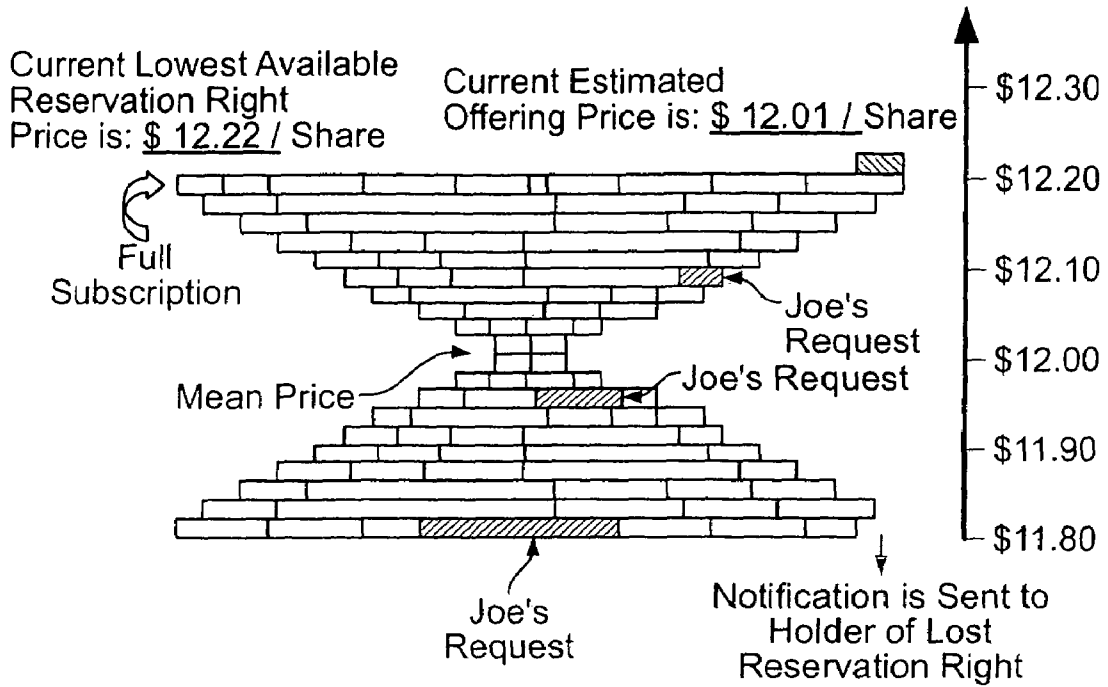 Current Lowest Available
Reservation Right
Price is: $ 12.22 / Share
Current Estimated
Offering Price is: $ 12.01 / Share
$12.30
$12.20
Full
Subscription
$12.10
Joe's
Request
$12.00
Mean Price
Joe's Request
$11.90
$11.80
Joe's
Request
Notification is Sent to
Holder of Lost
Reservation Right